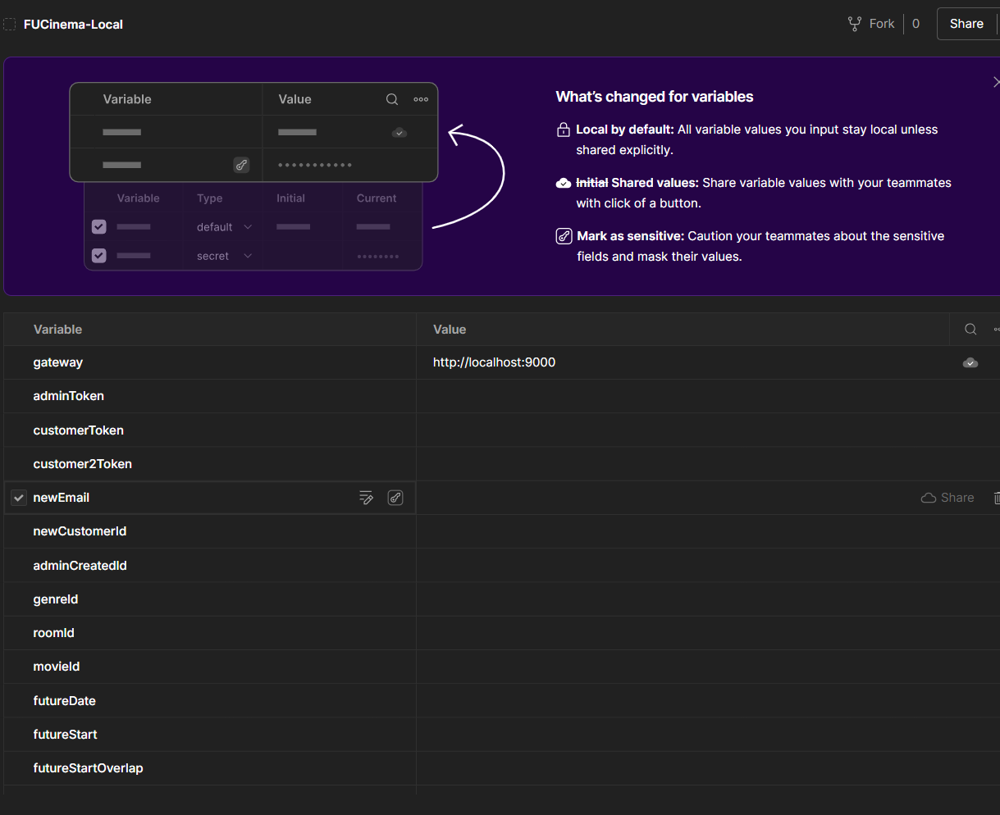 FUCinema-Local
Fork 0 Share
Variable Value
Variable Type Initial Current
default
secret
What's changed for variables
Local by default: All variable values you input stay local unless
shared explicitly.
Initial Shared values: Share variable values with your teammates
with click of a button.
Mark as sensitive: Caution your teammates about the sensitive
fields and mask their values.
Variable Value
gateway http://localhost:9000
adminToken
customerToken
customer2Token
newEmail Share
newCustomerId
adminCreatedId
genreId
roomId
movieId
futureDate
futureStart
futureStartOverlap